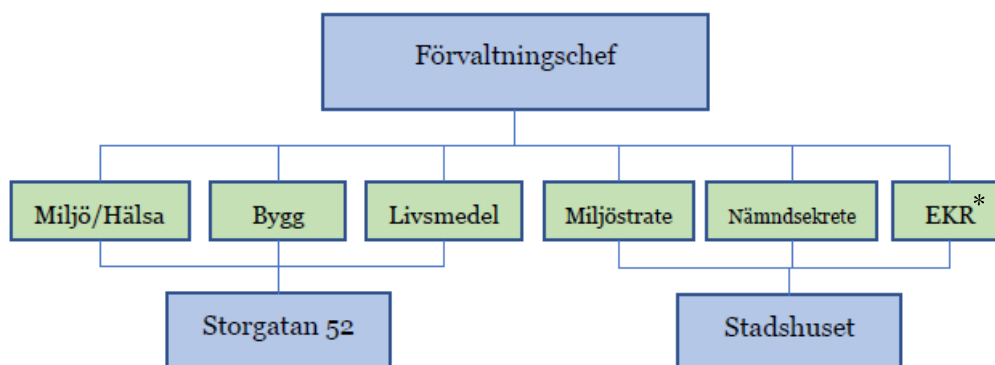 Förvaltningschef
Miljö/Hälsa
Bygg
Livsmedel
Miljöstrate
Nämndsekrete
EKR*
Storgatan 52
Stadshuset